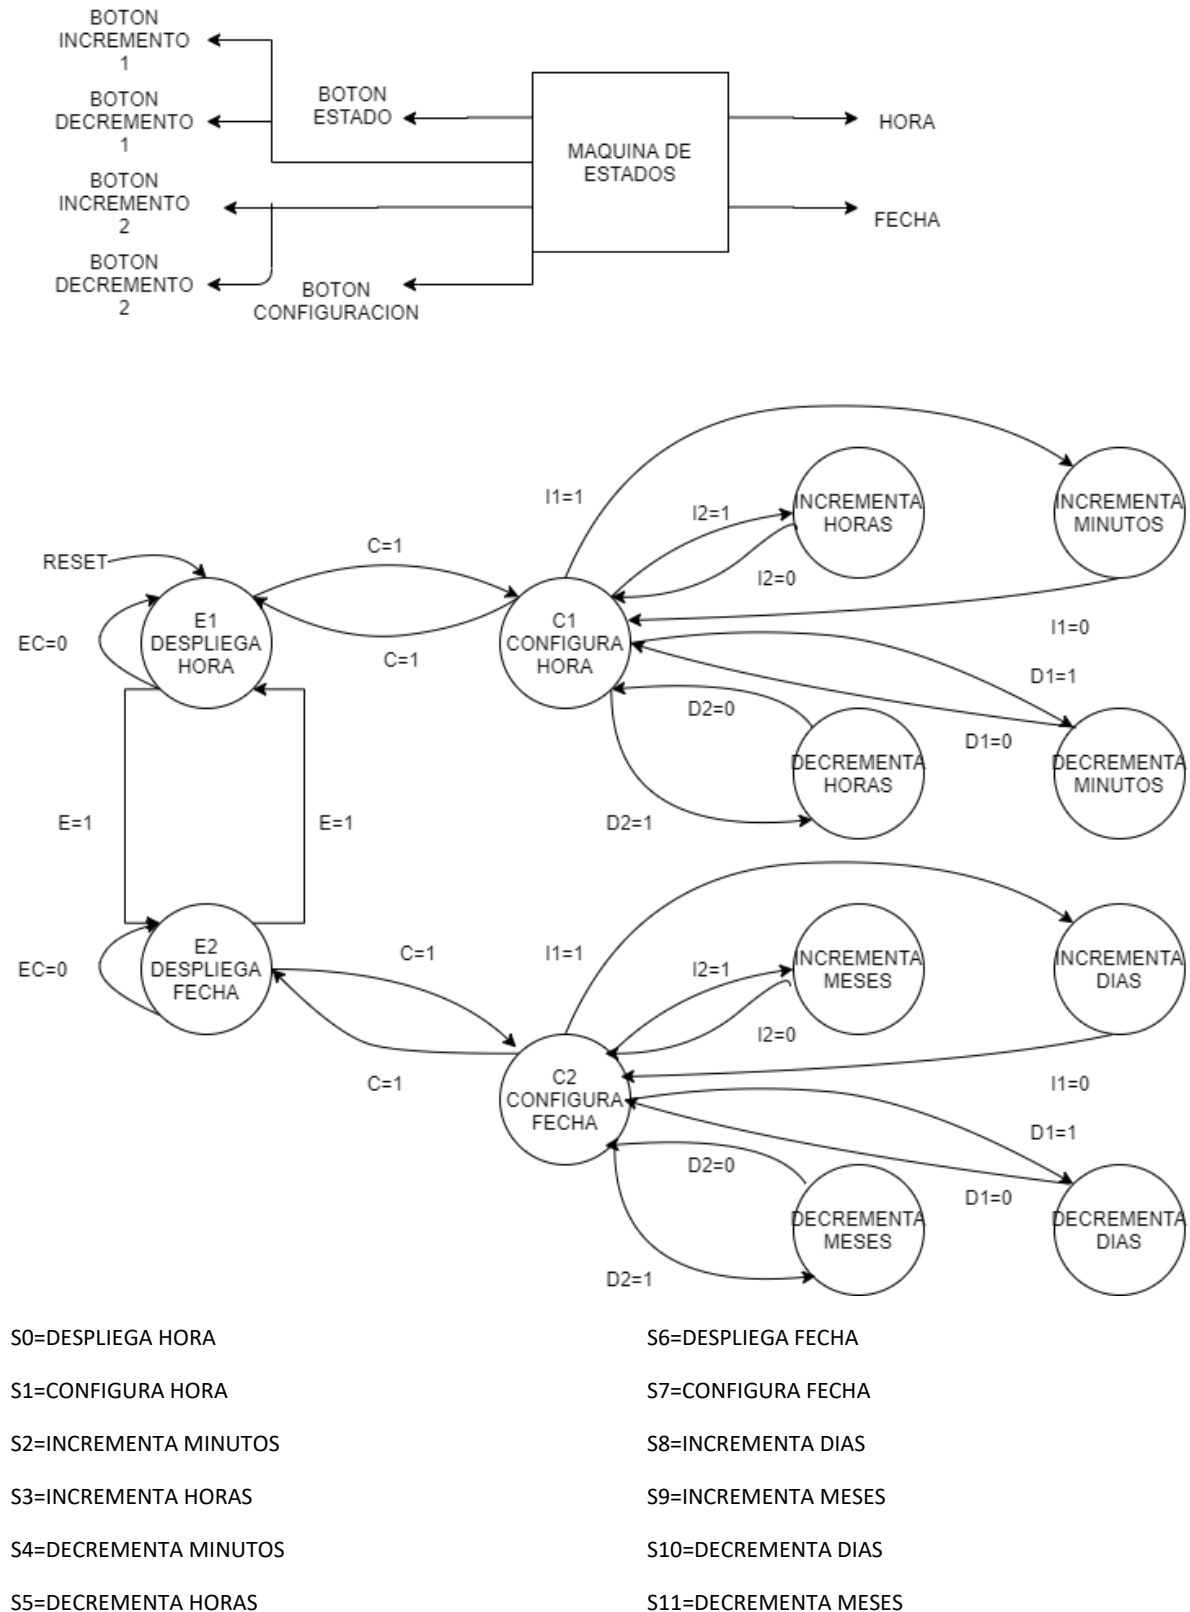 BOTON
INCREMENTO
1
BOTON
DECREMENTO
1
BOTON
INCREMENTO
2
BOTON
DECREMENTO
2
BOTON
ESTADO
BOTON
CONFIGURACION
MAQUINA DE
ESTADOS
HORA
FECHA
RESET
EC=0
E1
DESPLIEGA
HORA
C=1
C=1
C1
CONFIGURA
HORA
I1=1
I2=1
I2=0
INCREMENTA
HORAS
INCREMENTA
MINUTOS
I1=0
D1=1
D1=0
D2=0
D2=1
DECREMENTA
HORAS
DECREMENTA
MINUTOS
E=1
E=1
EC=0
E2
DESPLIEGA
FECHA
C=1
C=1
C2
CONFIGURA
FECHA
I1=1
I2=1
I2=0
INCREMENTA
MESES
INCREMENTA
DIAS
I1=0
D1=1
D1=0
D2=0
D2=1
DECREMENTA
MESES
DECREMENTA
DIAS
S0=DESPLIEGA HORA
S1=CONFIGURA HORA
S2=INCREMENTA MINUTOS
S3=INCREMENTA HORAS
S4=DECREMENTA MINUTOS
S5=DECREMENTA HORAS
S6=DESPLIEGA FECHA
S7=CONFIGURA FECHA
S8=INCREMENTA DIAS
S9=INCREMENTA MESES
S10=DECREMENTA DIAS
S11=DECREMENTA MESES